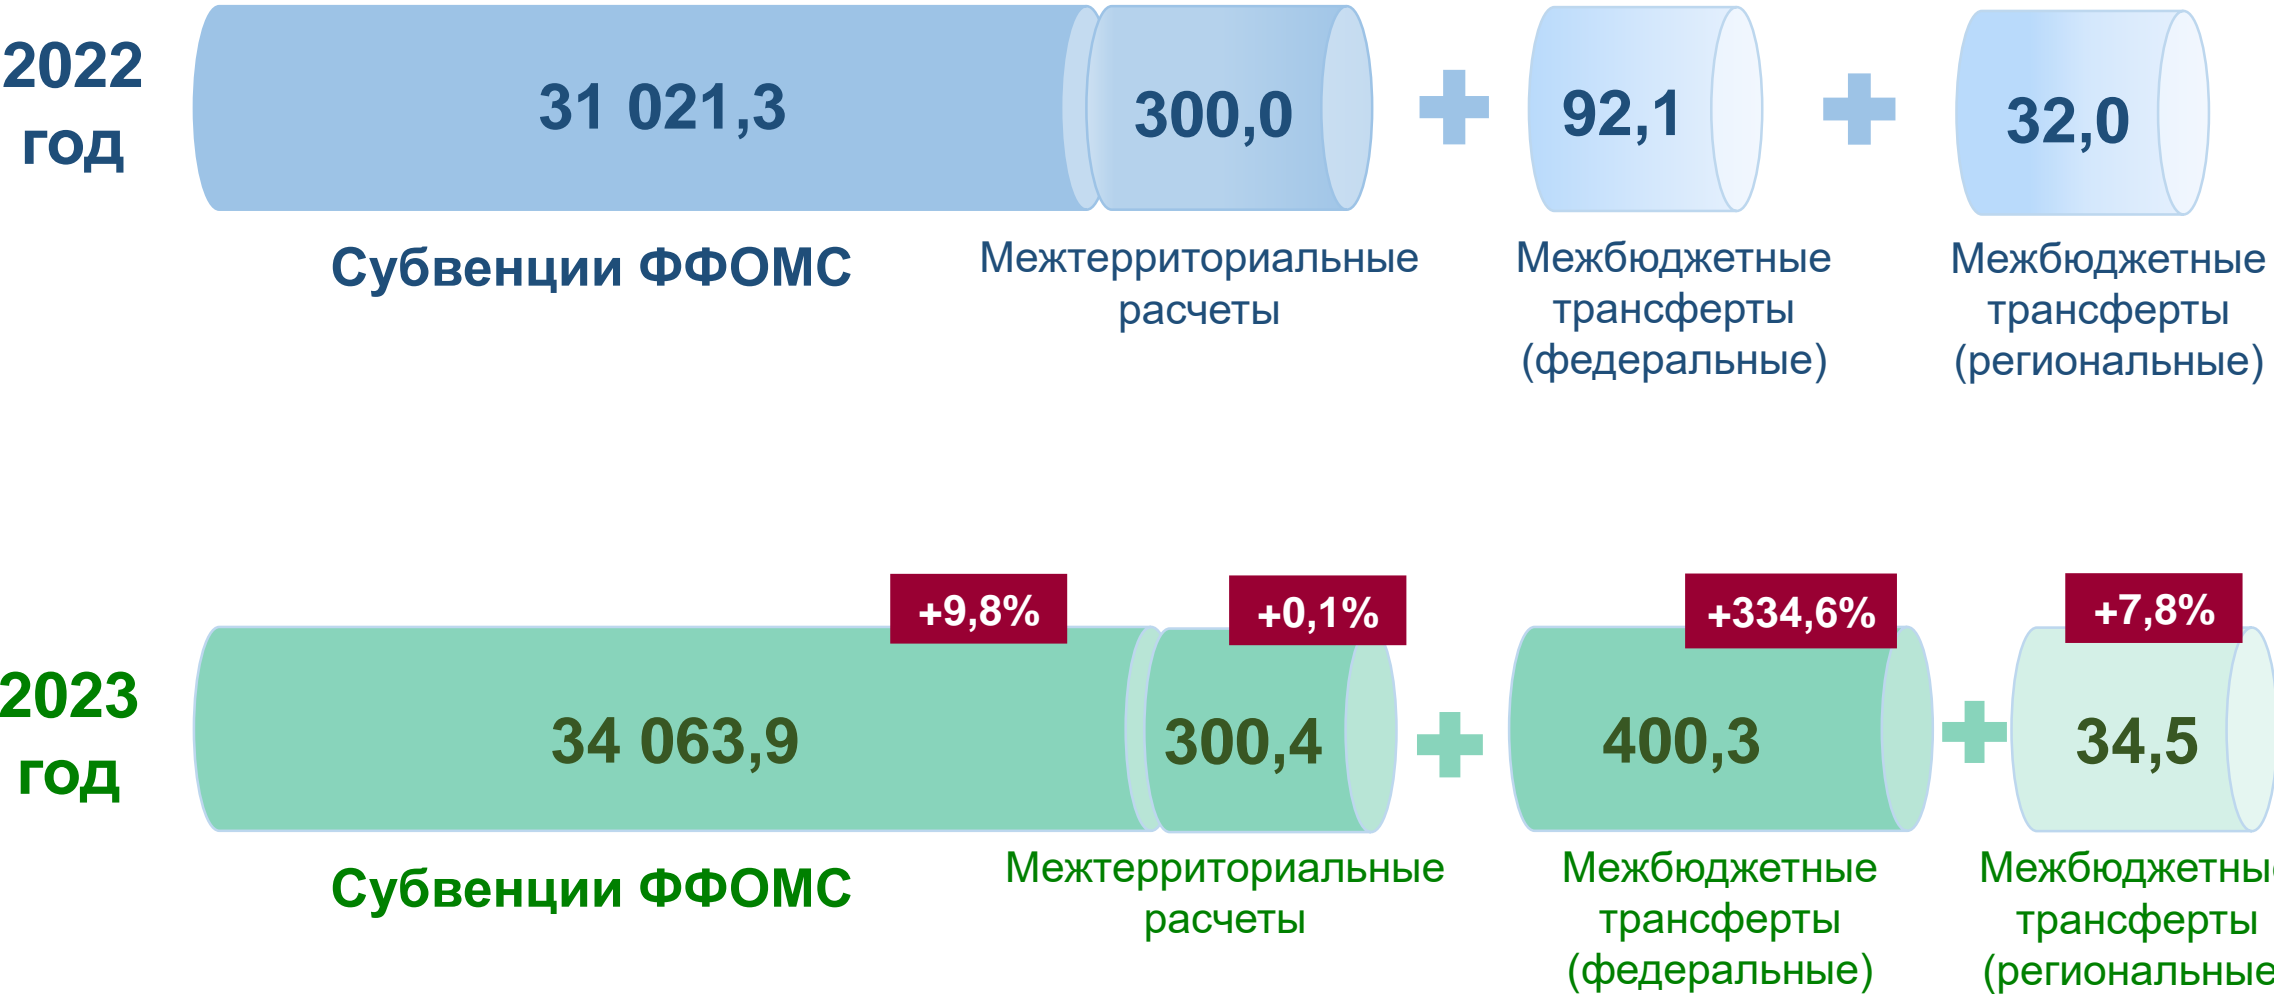 2022
год
31 021,3
300,0
92,1
32,0
Субвенции ФФОМС
Межтерриториальные
расчеты
Межбюджетные
трансферты
(федеральные)
Межбюджетные
трансферты
(региональные)
2023
год
+9,8%
+0,1%
+334,6%
+7,8%
34 063,9
300,4
400,3
34,5
Субвенции ФФОМС
Межтерриториальные
расчеты
Межбюджетные
трансферты
(федеральные)
Межбюджетны
трансферты
(региональные